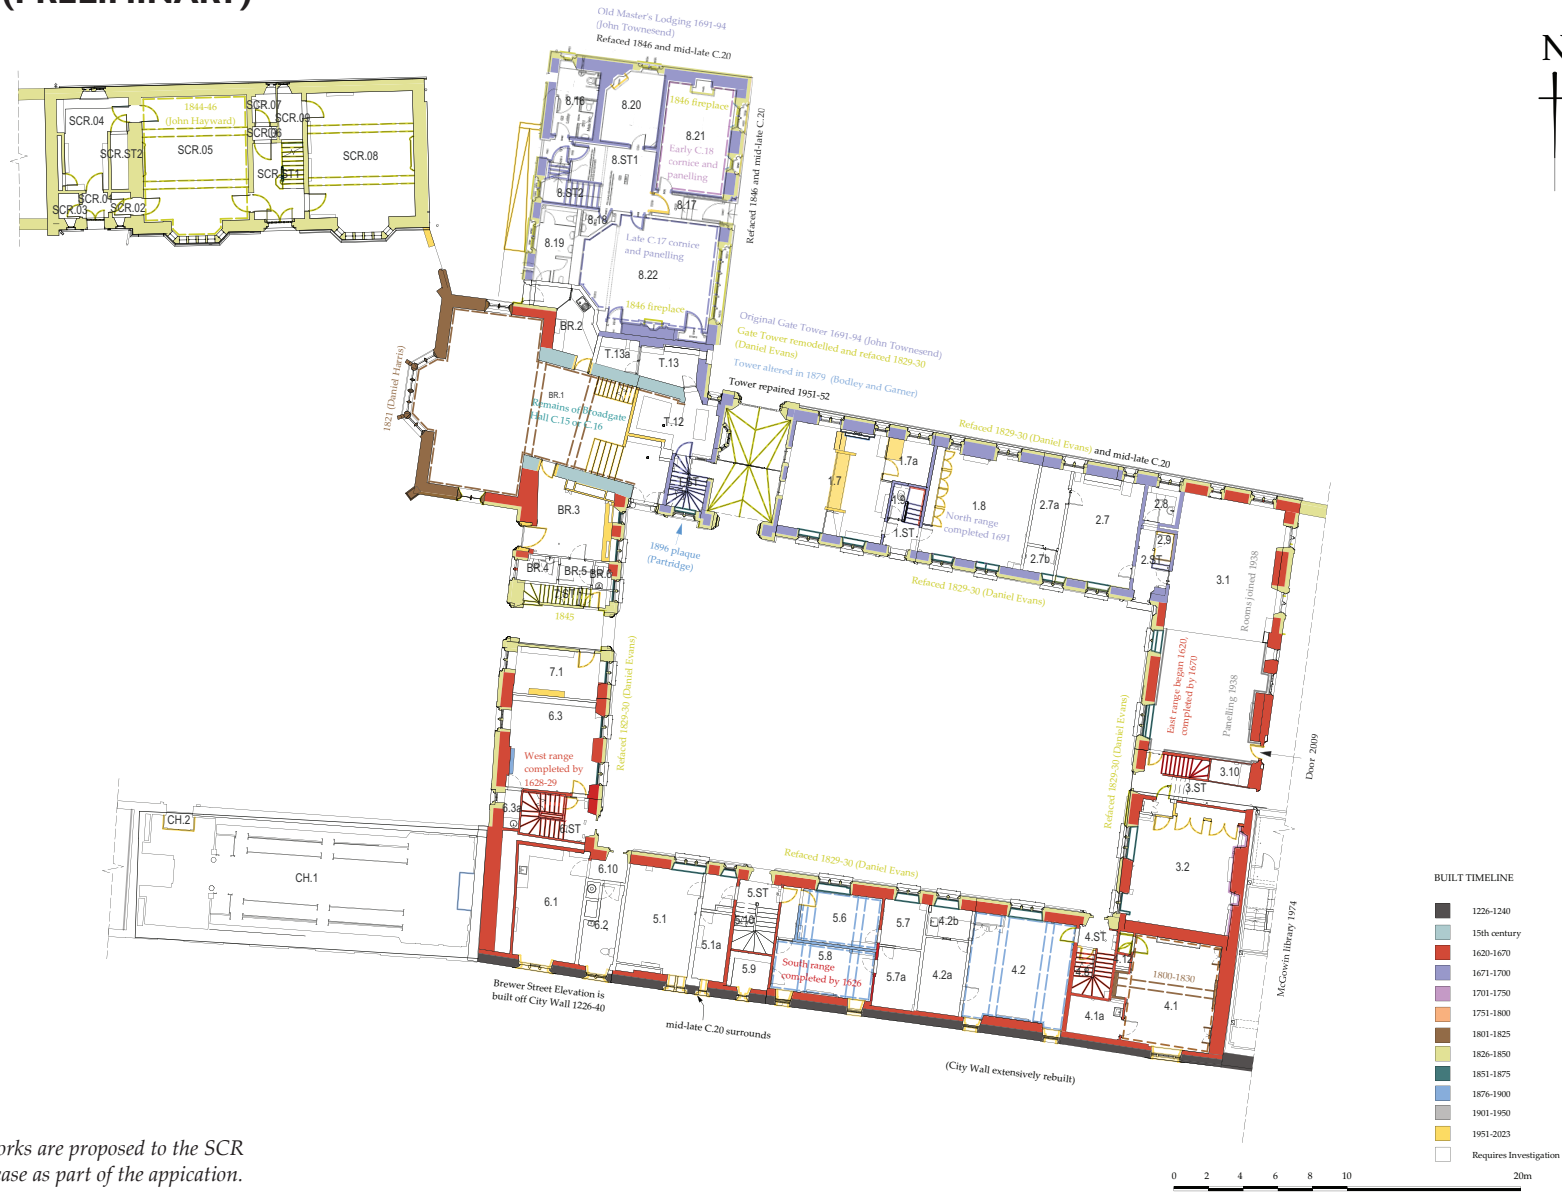 (PRELIMINARY)
Old Master's Lodging 1691-94
(John Townesend)
Refaced 1846 and mid-late C.20
N
SCR.04
1844-46
(John Hayward)
SCR.07
SCR.09
SCR.06
SCR.05
SCR.ST2
SCR.08
SCR.ST1
SCR.01
SCR.03
SCR.02
8.16
8.20
1846 fireplace
8.21
Early C.18
cornice and
panelling
8.ST1
8.ST2
8.17
8.18
8.19
Late C.17 cornice
and panelling
8.22
1846 fireplace
Refaced 1846 and mid-late C.20
BR.2
T.13a
T.13
Original Gate Tower 1691-94 (John Townesend)
Gate Tower remodelled and refaced 1829-30
(Daniel Evans)
Tower altered in 1879 (Bodley and Garner)
Tower repaired 1951-52
1821 (Daniel Harris)
BR.1
Remains of Broadgate
Hall C.15 or C.16
T.12
1.ST
1896 plaque
(Partridge)
Refaced 1829-30 (Daniel Evans) and mid-late C.20
1.7
1.7a
1.9
1.ST
1.8
North range
completed 1691
2.7a
2.7
2.7b
2.8
2.9
2.ST
Refaced 1829-30 (Daniel Evans)
3.1
Rooms joined 1938
BR.3
BR.4
BR.5
BR.6
7.ST
1845
7.1
6.3
West range
completed by
1628-29
6.3a
6.ST
Refaced 1829-30 (Daniel Evans)
East range began 1620,
completed by 1670
Panelling 1938
Refaced 1829-30 (Daniel Evans)
3.10
3.ST
Door 2009
3.2
McGowin library 1974
CH.2
CH.1
6.1
6.10
6.2
5.1
5.1a
5.ST
5.10
5.9
Refaced 1829-30 (Daniel Evans)
5.6
5.8
South range
completed by 1626
5.7
5.7a
4.2b
4.2a
4.2
4.ST
4.12
4.1a
1800-1830
4.1
Brewer Street Elevation is
built off City Wall 1226-40
mid-late C.20 surrounds
(City Wall extensively rebuilt)
BUILT TIMELINE
1226-1240
15th century
1620-1670
1671-1700
1701-1750
1751-1800
1801-1825
1826-1850
1851-1875
1876-1900
1901-1950
1951-2023
Requires Investigation
0 2 4 6 8 10 20m
orks are proposed to the SCR
ase as part of the appication.